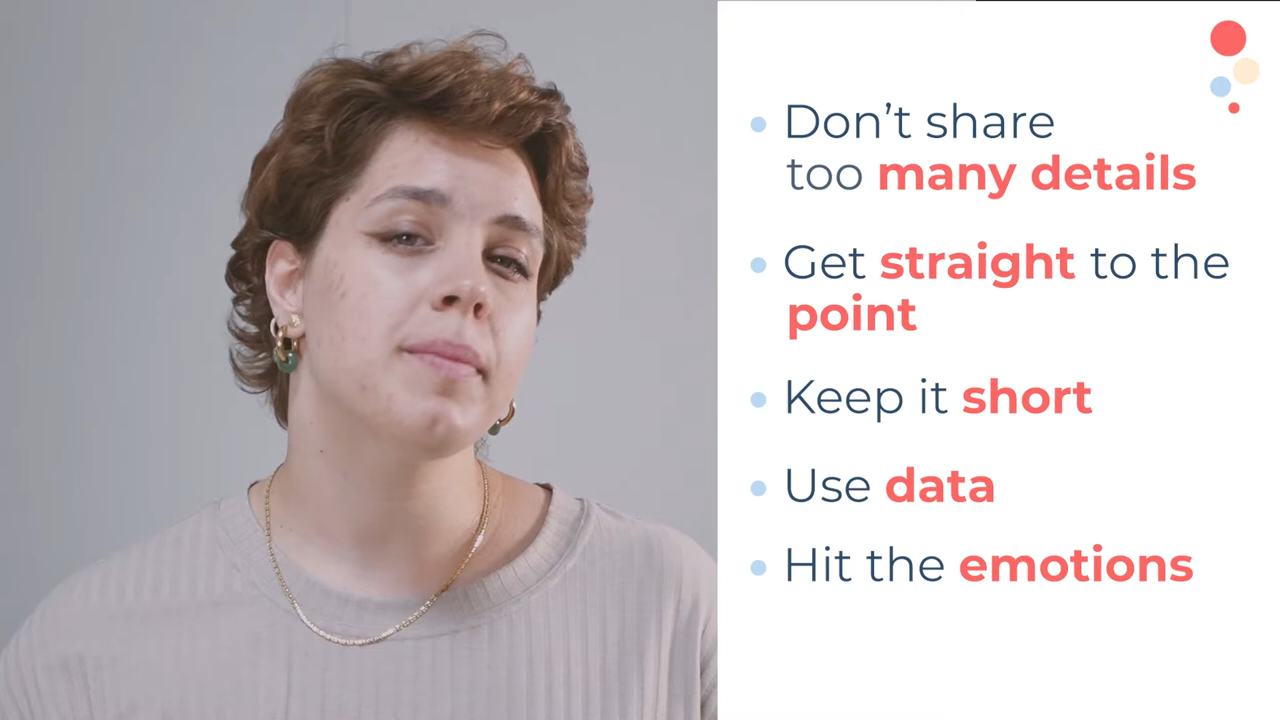 Don’t share
too many details
Get straight to the
point
Keep it short
Use data
Hit the emotions